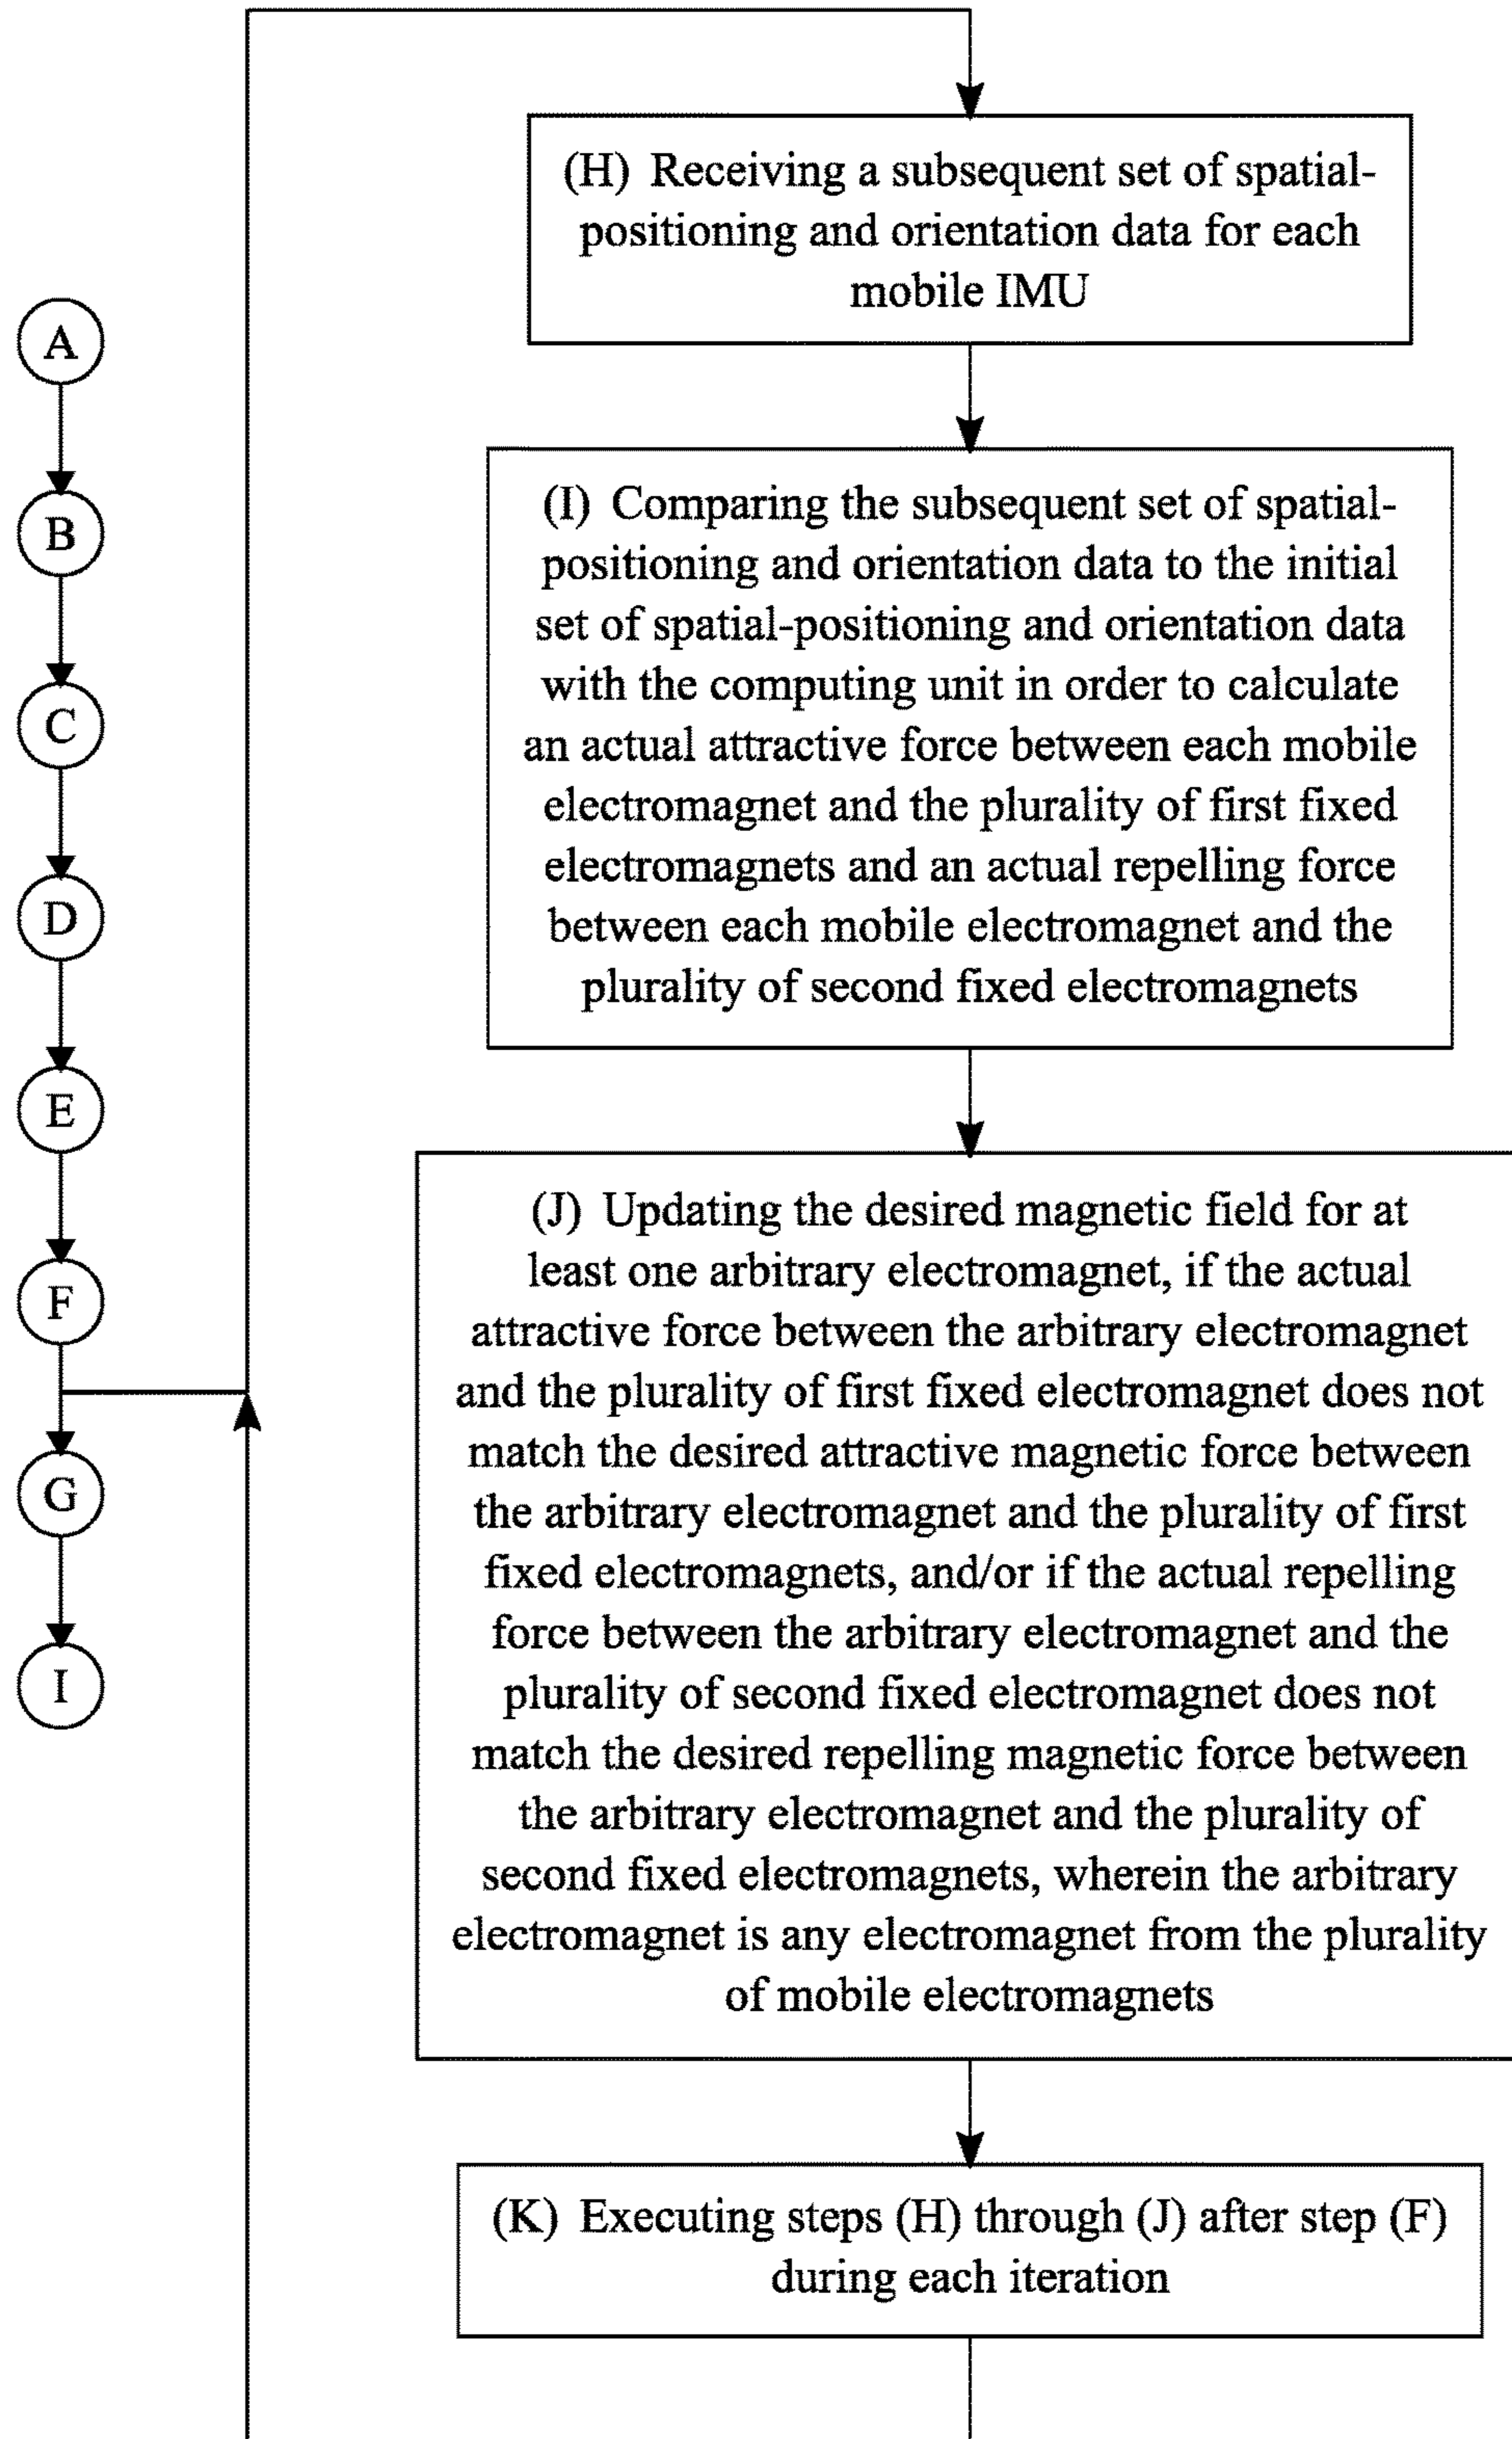 A
B
C
D
E
F
G
I
(H) Receiving a subsequent set of spatial-
positioning and orientation data for each
mobile IMU
(I) Comparing the subsequent set of spatial-
positioning and orientation data to the initial
set of spatial-positioning and orientation data
with the computing unit in order to calculate
an actual attractive force between each mobile
electromagnet and the plurality of first fixed
electromagnets and an actual repelling force
between each mobile electromagnet and the
plurality of second fixed electromagnets
(J) Updating the desired magnetic field for at
least one arbitrary electromagnet, if the actual
attractive force between the arbitrary electromagnet
and the plurality of first fixed electromagnet does not
match the desired attractive magnetic force between
the arbitrary electromagnet and the plurality of first
fixed electromagnets, and/or if the actual repelling
force between the arbitrary electromagnet and the
plurality of second fixed electromagnet does not
match the desired repelling magnetic force between
the arbitrary electromagnet and the plurality of
second fixed electromagnets, wherein the arbitrary
electromagnet is any electromagnet from the plurality
of mobile electromagnets
(K) Executing steps (H) through (J) after step (F)
during each iteration